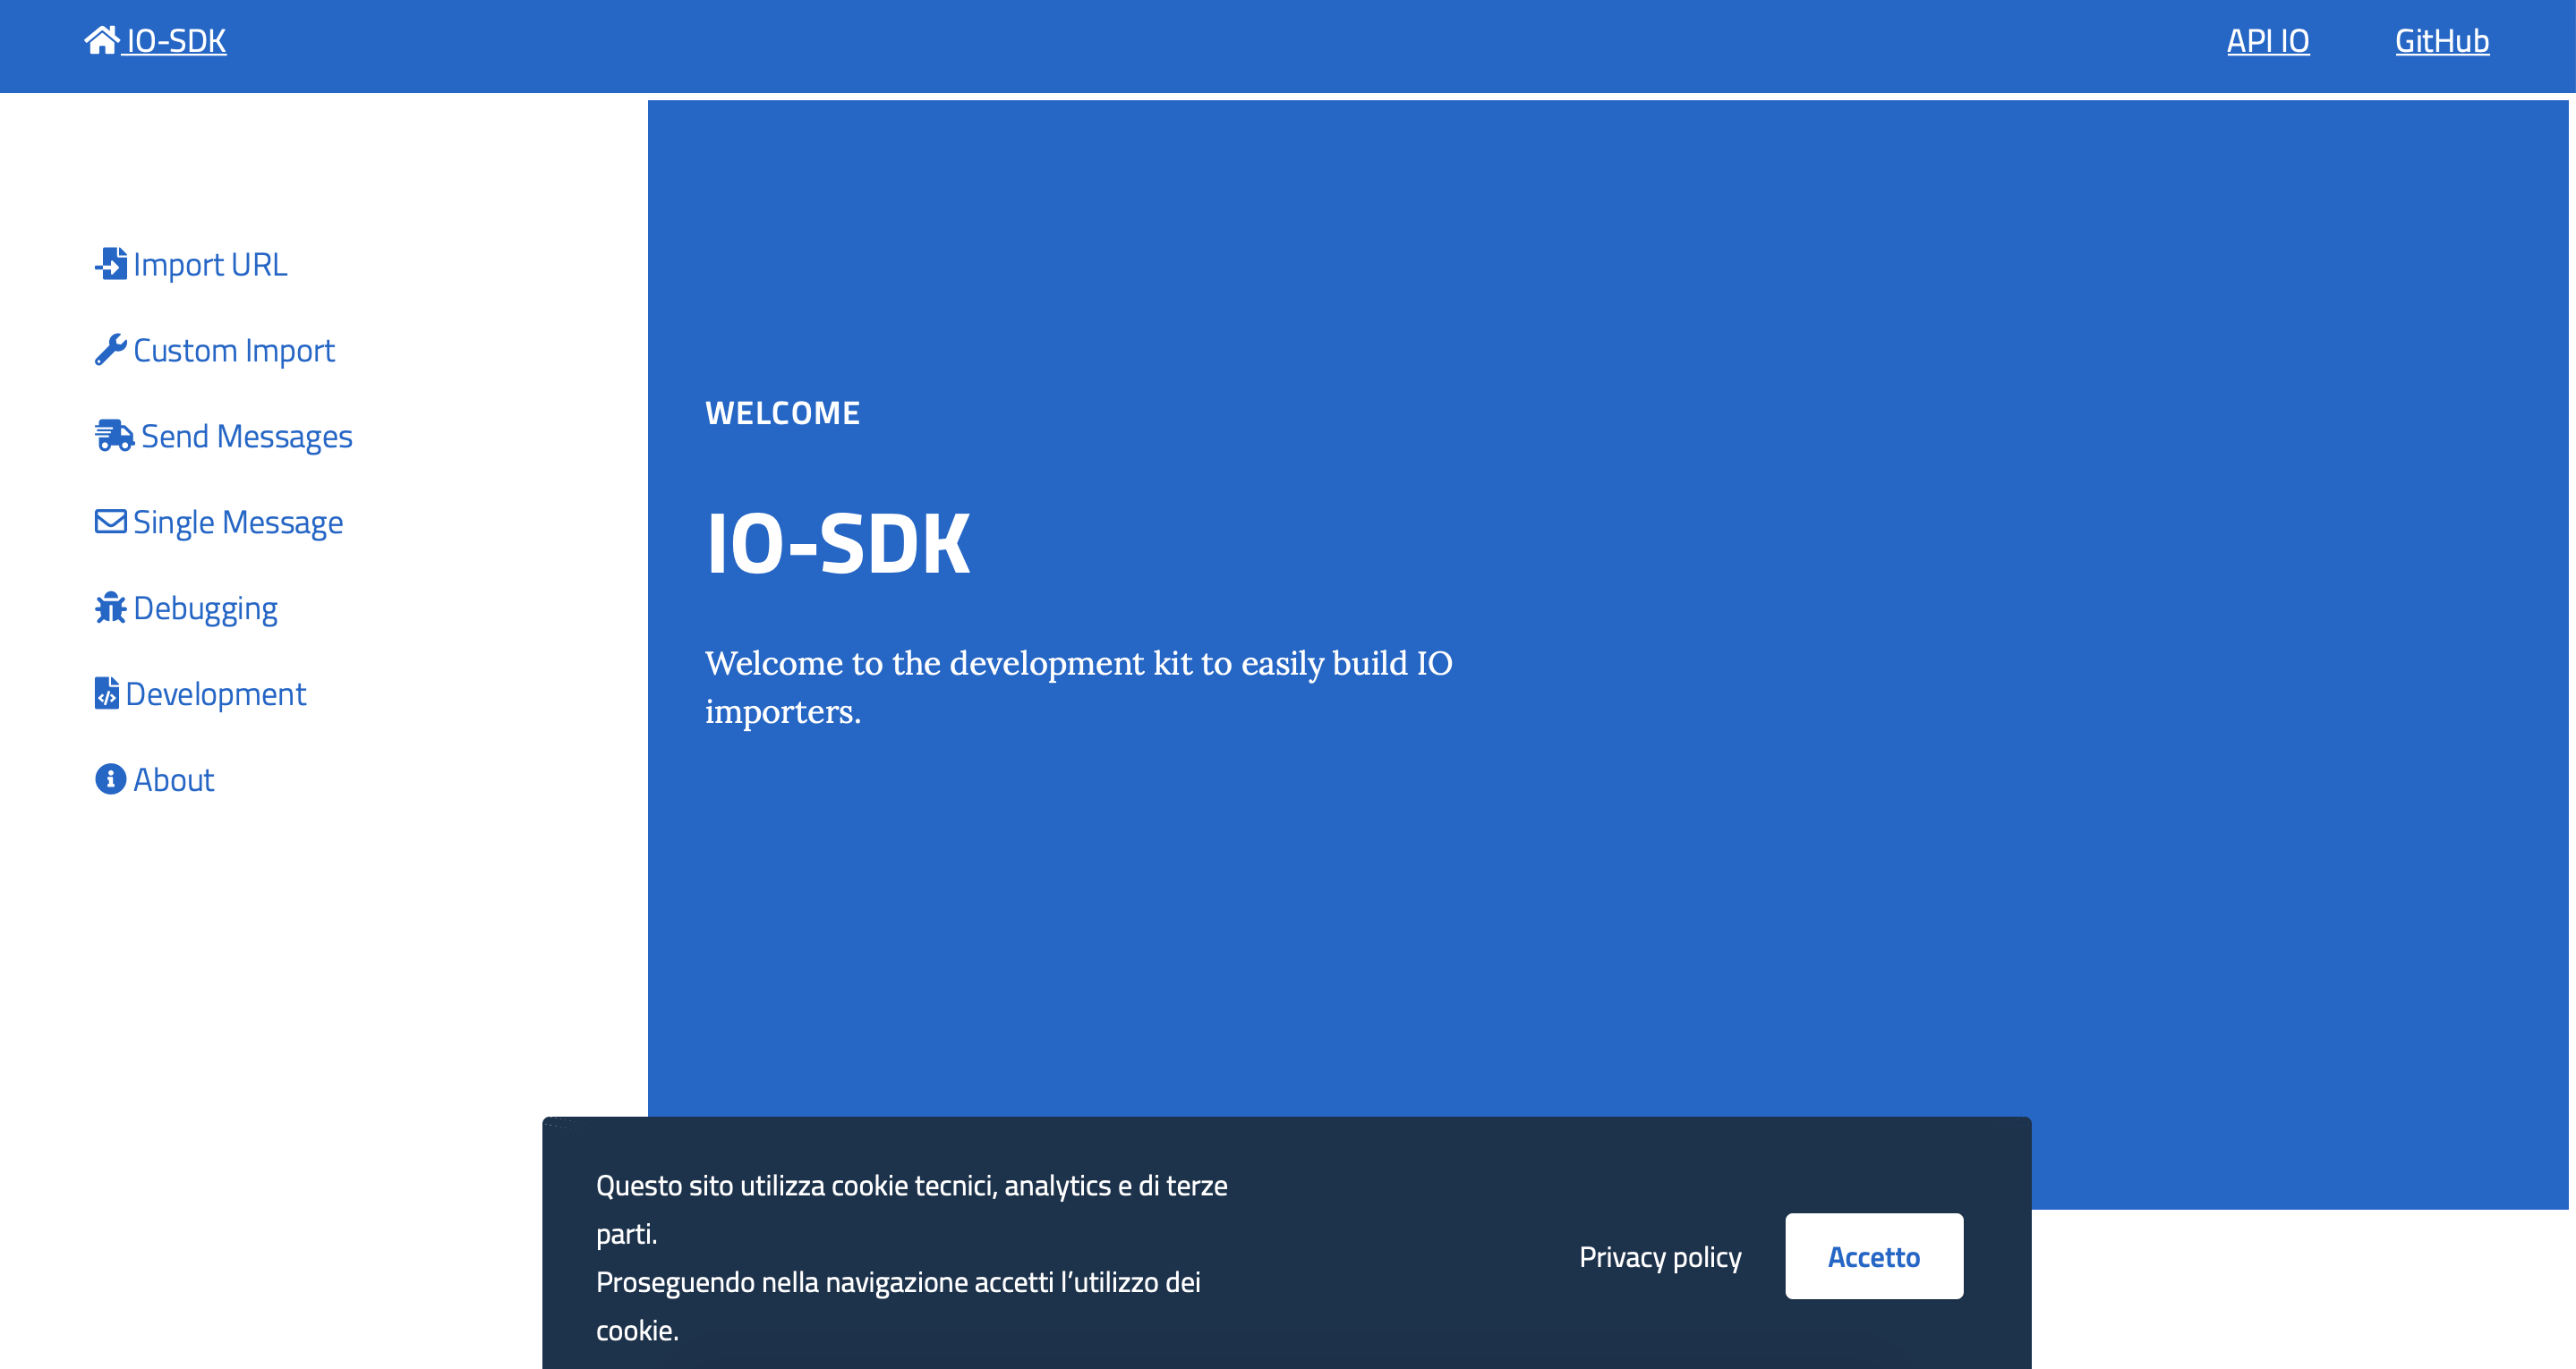 IO-SDK
API IO
GitHub
Import URL
Custom Import
Send Messages
Single Message
Debugging
Development
About
WELCOME
IO-SDK
Welcome to the development kit to easily build IO
importers.
Questo sito utilizza cookie tecnici, analytics e di terze
parti.
Proseguendo nella navigazione accetti l’utilizzo dei
cookie.
Privacy policy
Accetto